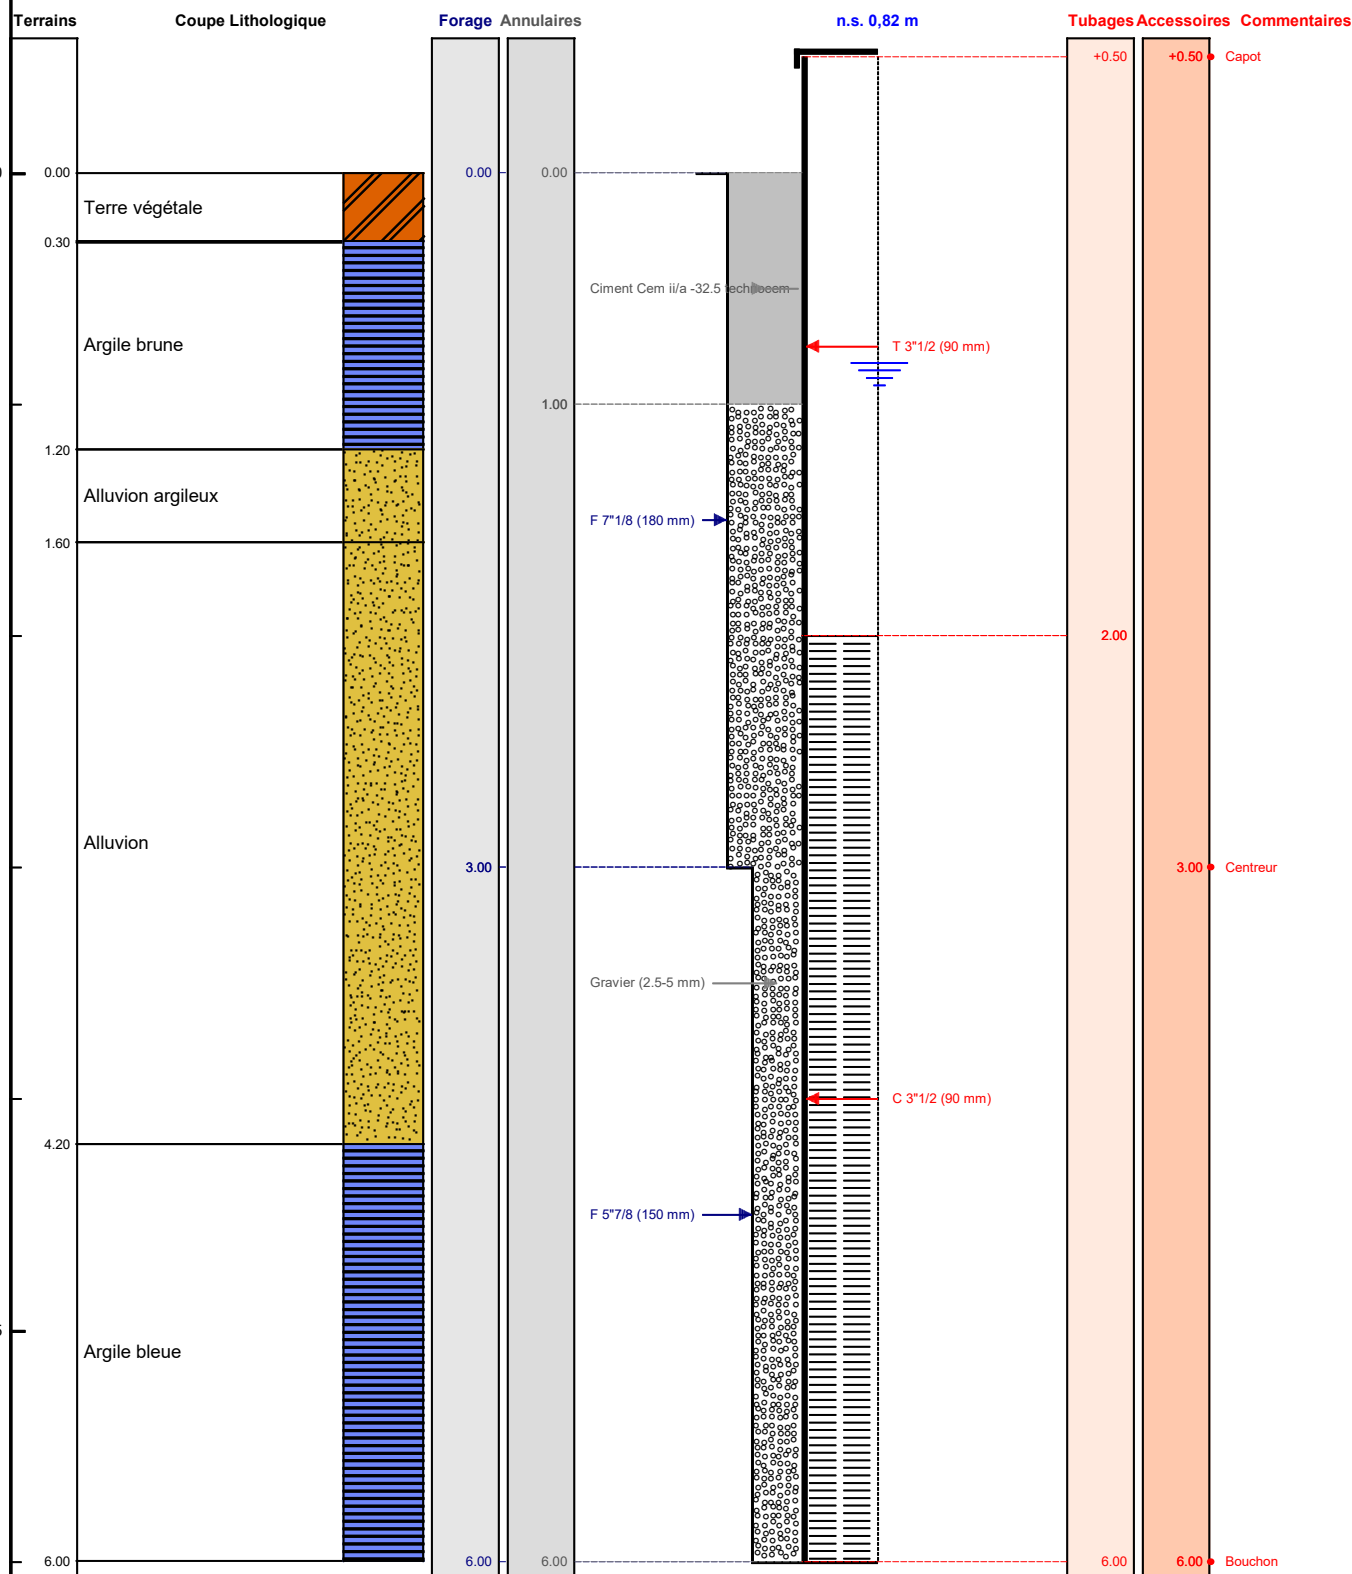 Terrains Coupe Lithologique Forage Annulaires n.s. 0,82 m Tubages Accessoires Commentaires
+0.50 +0.50 Capot
0.00 0.00 0.00
Terre végétale
0.30
Ciment Cem ii/a -32.5
Argile brune T 3"1/2 (90 mm)
1.00
1.20
Alluvion argileux
F 7"1/8 (180 mm)
1.60
2.00
Alluvion
3.00 3.00 Centreur
Gravier (2.5-5 mm)
C 3"1/2 (90 mm)
4.20
F 5"7/8 (150 mm)
Argile bleue
6.00 6.00 6.00 6.00 6.00 Bouchon